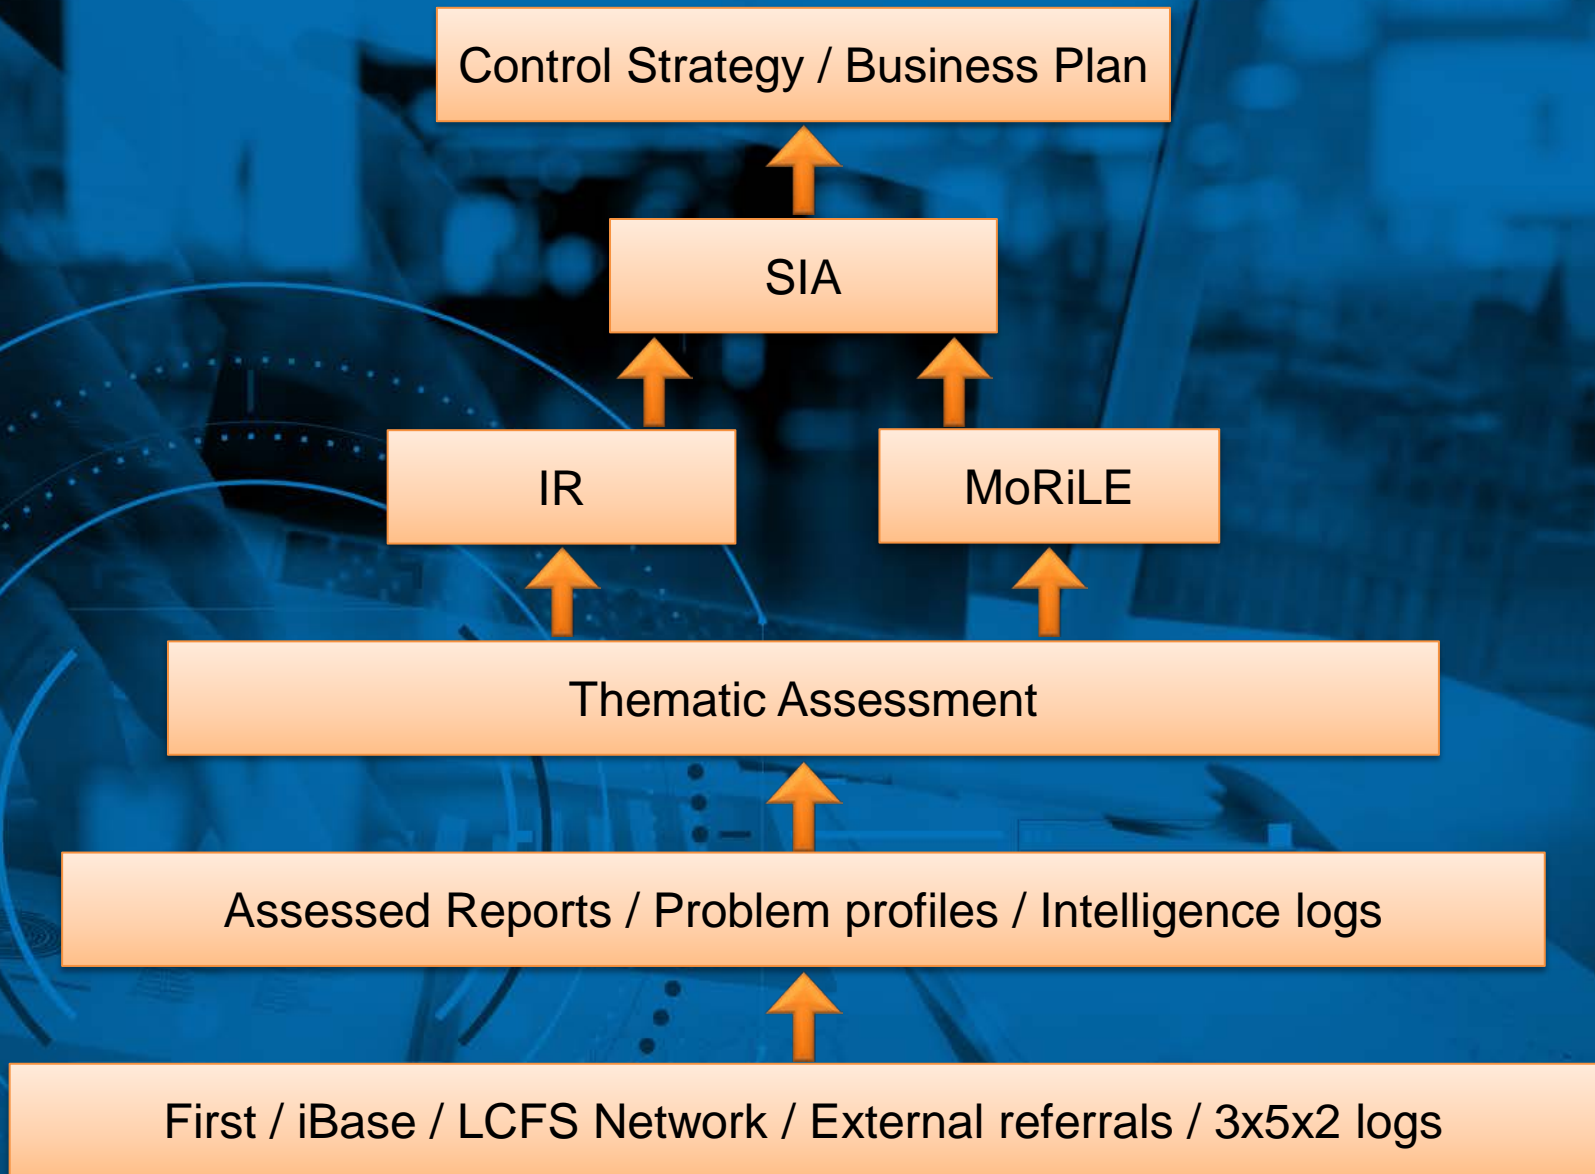 Control Strategy / Business Plan
SIA
IR
MoRiLE
Thematic Assessment
Assessed Reports / Problem profiles / Intelligence logs
First / iBase / LCFS Network / External referrals / 3x5x2 logs